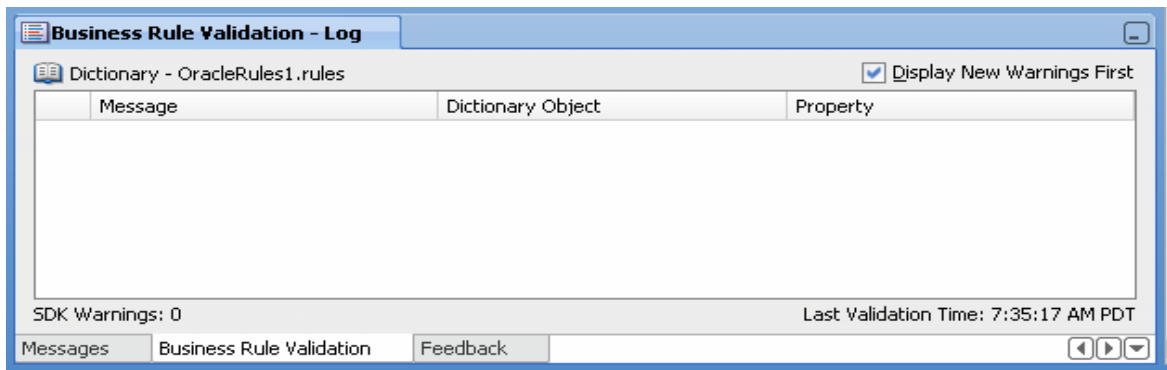 Business Rule Validation - Log
Dictionary - OracleRules1.rules
Display New Warnings First
Message Dictionary Object Property
SDK Warnings: 0
Last Validation Time: 7:35:17 AM PDT
Messages Business Rule Validation Feedback